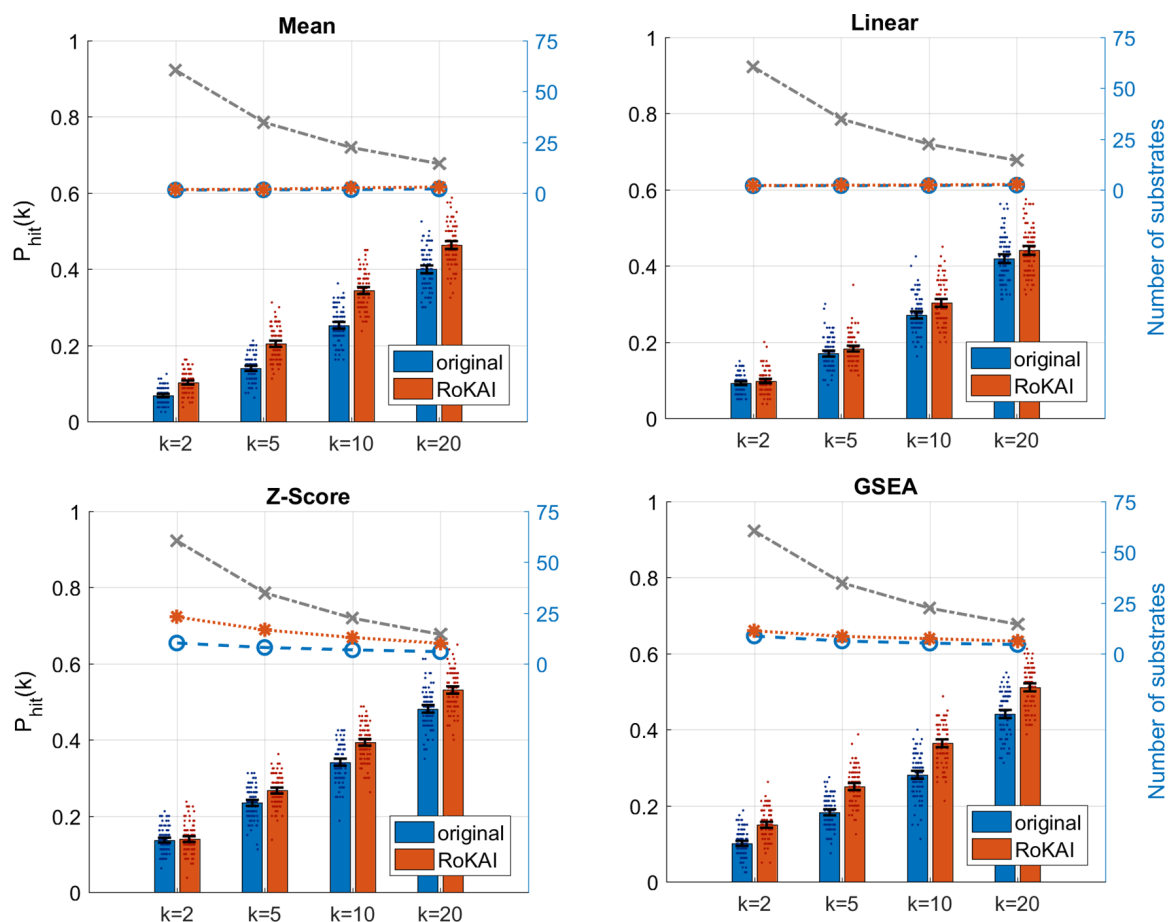 Mean
1
0.8
0.6
0.4
0.2
0
P_hit(k)
75
50
25
0
original
RoKAI
k=2 k=5 k=10 k=20
Linear
1
0.8
0.6
0.4
0.2
0
75
50
25
0
Number of substrates
original
RoKAI
k=2 k=5 k=10 k=20
Z-Score
1
0.8
0.6
0.4
0.2
0
P_hit(k)
75
50
25
0
original
RoKAI
k=2 k=5 k=10 k=20
GSEA
1
0.8
0.6
0.4
0.2
0
75
50
25
0
Number of substrates
original
RoKAI
k=2 k=5 k=10 k=20